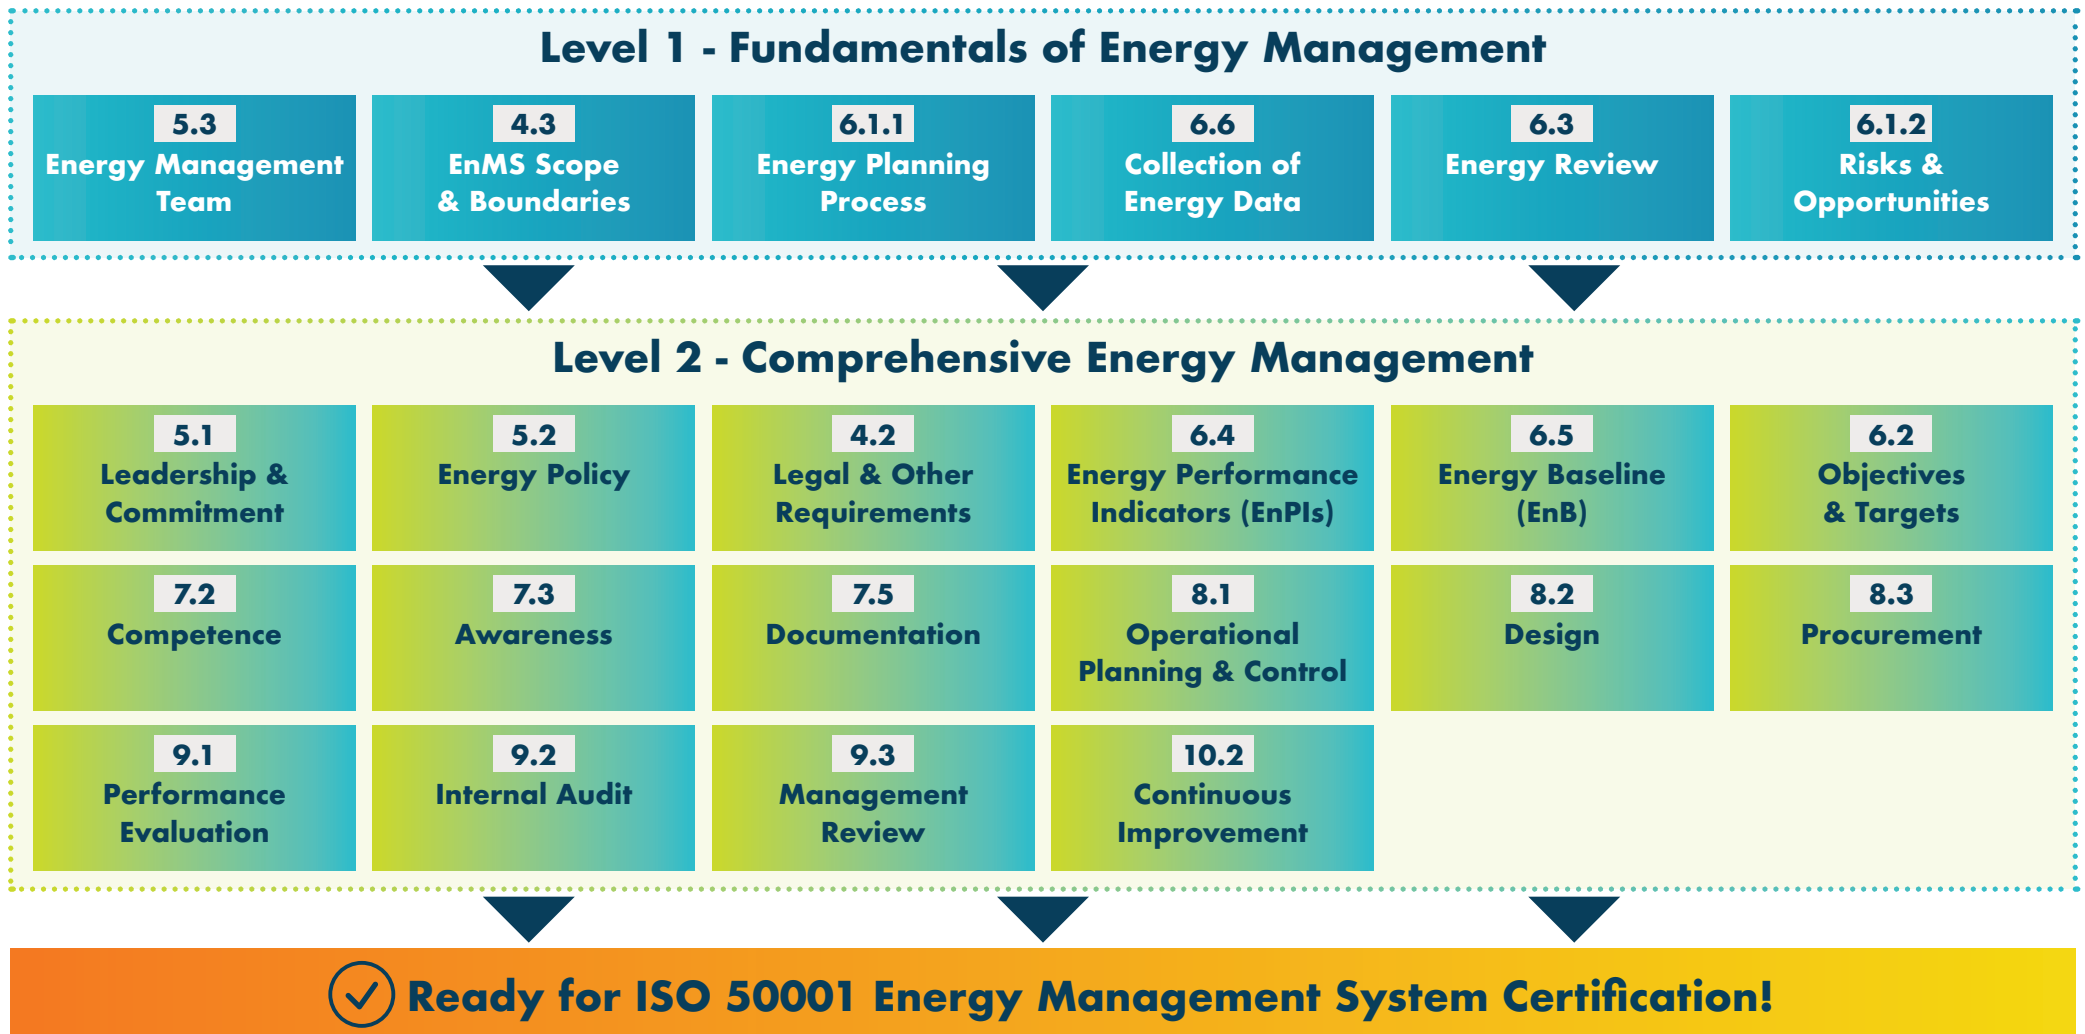 Level 1 - Fundamentals of Energy Management
5.3
Energy Management
Team
4.3
EnMS Scope
& Boundaries
6.1.1
Energy Planning
Process
6.6
Collection of
Energy Data
6.3
Energy Review
6.1.2
Risks &
Opportunities
Level 2 - Comprehensive Energy Management
5.1
Leadership &
Commitment
5.2
Energy Policy
4.2
Legal & Other
Requirements
6.4
Energy Performance
Indicators (EnPIs)
6.5
Energy Baseline
(EnB)
6.2
Objectives
& Targets
7.2
Competence
7.3
Awareness
7.5
Documentation
8.1
Operational
Planning & Control
8.2
Design
8.3
Procurement
9.1
Performance
Evaluation
9.2
Internal Audit
9.3
Management
Review
10.2
Continuous
Improvement
Ready for ISO 50001 Energy Management System Certification!